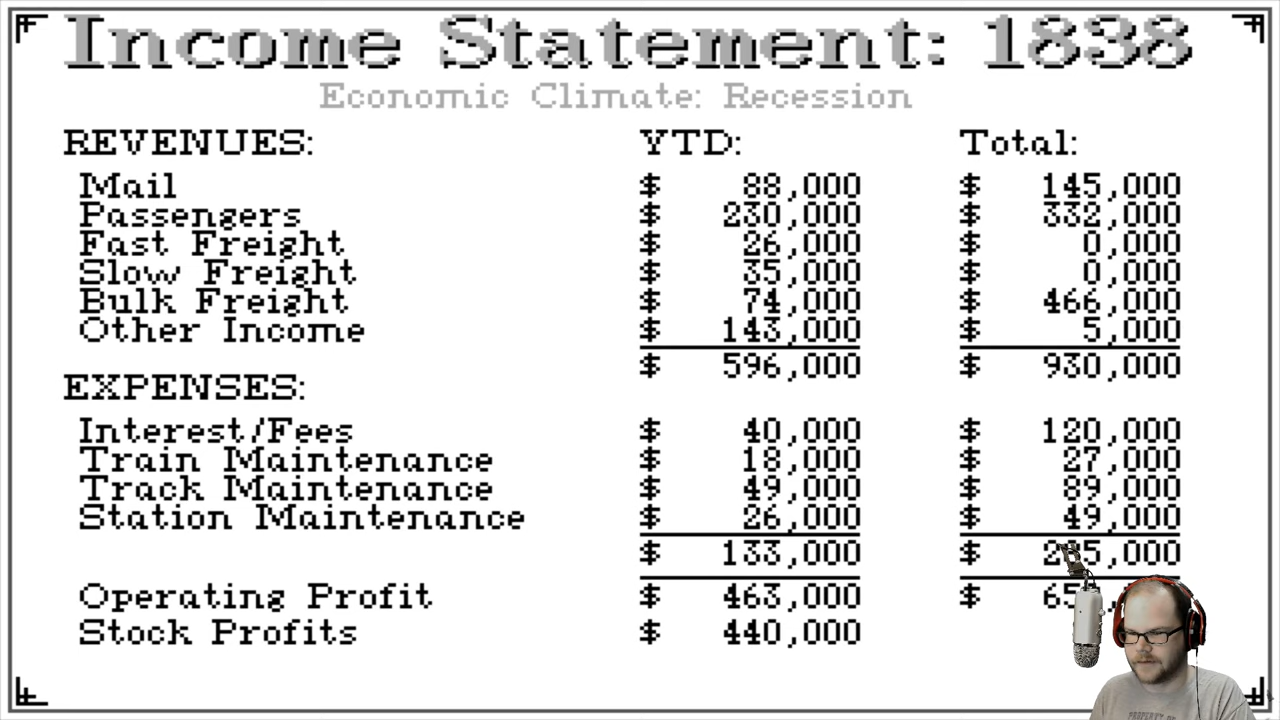 Income Statement: 1838
Economic Climate: Recession
REVENUES: YTD: Total:
Mail $ 88,000 $ 145,000
Passengers $ 230,000 $ 332,000
Fast Freight $ 26,000 $ 0,000
Slow Freight $ 35,000 $ 0,000
Bulk Freight $ 74,000 $ 466,000
Other Income $ 143,000 $ 5,000
$ 596,000 $ 930,000
EXPENSES:
Interest/Fees $ 40,000 $ 120,000
Train Maintenance $ 18,000 $ 27,000
Track Maintenance $ 49,000 $ 89,000
Station Maintenance $ 26,000 $ 49,000
$ 133,000 $
Operating Profit $ 463,000 $
Stock Profits $ 440,000
PROPERTY OF